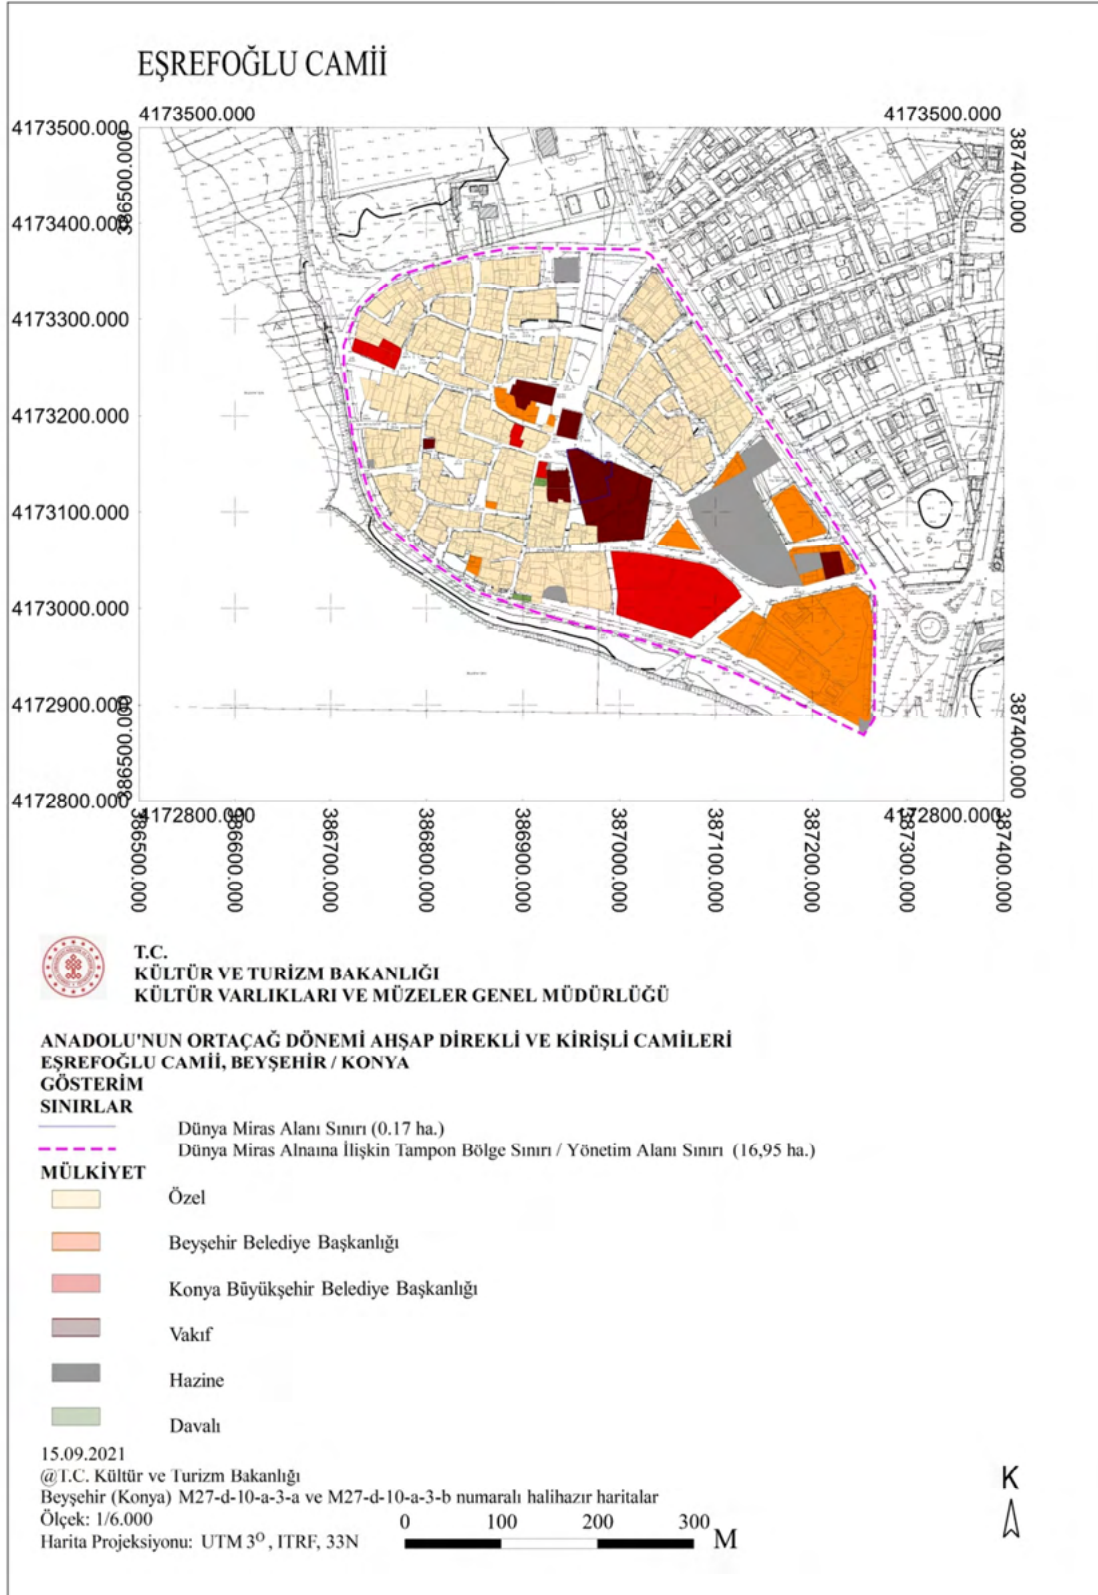 EŞREFOĞLU CAMİİ
4173500.000 4173500.000
4173500.000
386500.000 387400.000
4173400.000
4173300.000
4173200.000
4173100.000
4173000.000
4172900.000
386500.000 387400.000
4172800.000
4172800.000 4172800.000
386500.000 386600.000 386700.000 386800.000 386900.000 387000.000 387100.000 387200.000 387300.000 387400.000
T.C.
KÜLTÜR VE TURİZM BAKANLIĞI
KÜLTÜR VARLIKLARI VE MÜZELER GENEL MÜDÜRLÜĞÜ
ANADOLU'NUN ORTAÇAĞ DÖNEMİ AHŞAP DİREKLİ VE KİRİŞLİ CAMİLERİ
EŞREFOĞLU CAMİİ, BEYŞEHİR / KONYA
GÖSTERİM
SINIRLAR
Dünya Miras Alanı Sınırı (0.17 ha.)
Dünya Miras Alnaına İlişkin Tampon Bölge Sınırı / Yönetim Alanı Sınırı (16,95 ha.)
MÜLKİYET
Özel
Beyşehir Belediye Başkanlığı
Konya Büyükşehir Belediye Başkanlığı
Vakıf
Hazine
Davalı
15.09.2021
@T.C. Kültür ve Turizm Bakanlığı
Beyşehir (Konya) M27-d-10-a-3-a ve M27-d-10-a-3-b numaralı halihazır haritalar
Ölçek: 1/6.000
Harita Projeksiyonu: UTM 3⁰, ITRF, 33N
0 100 200 300 M
K